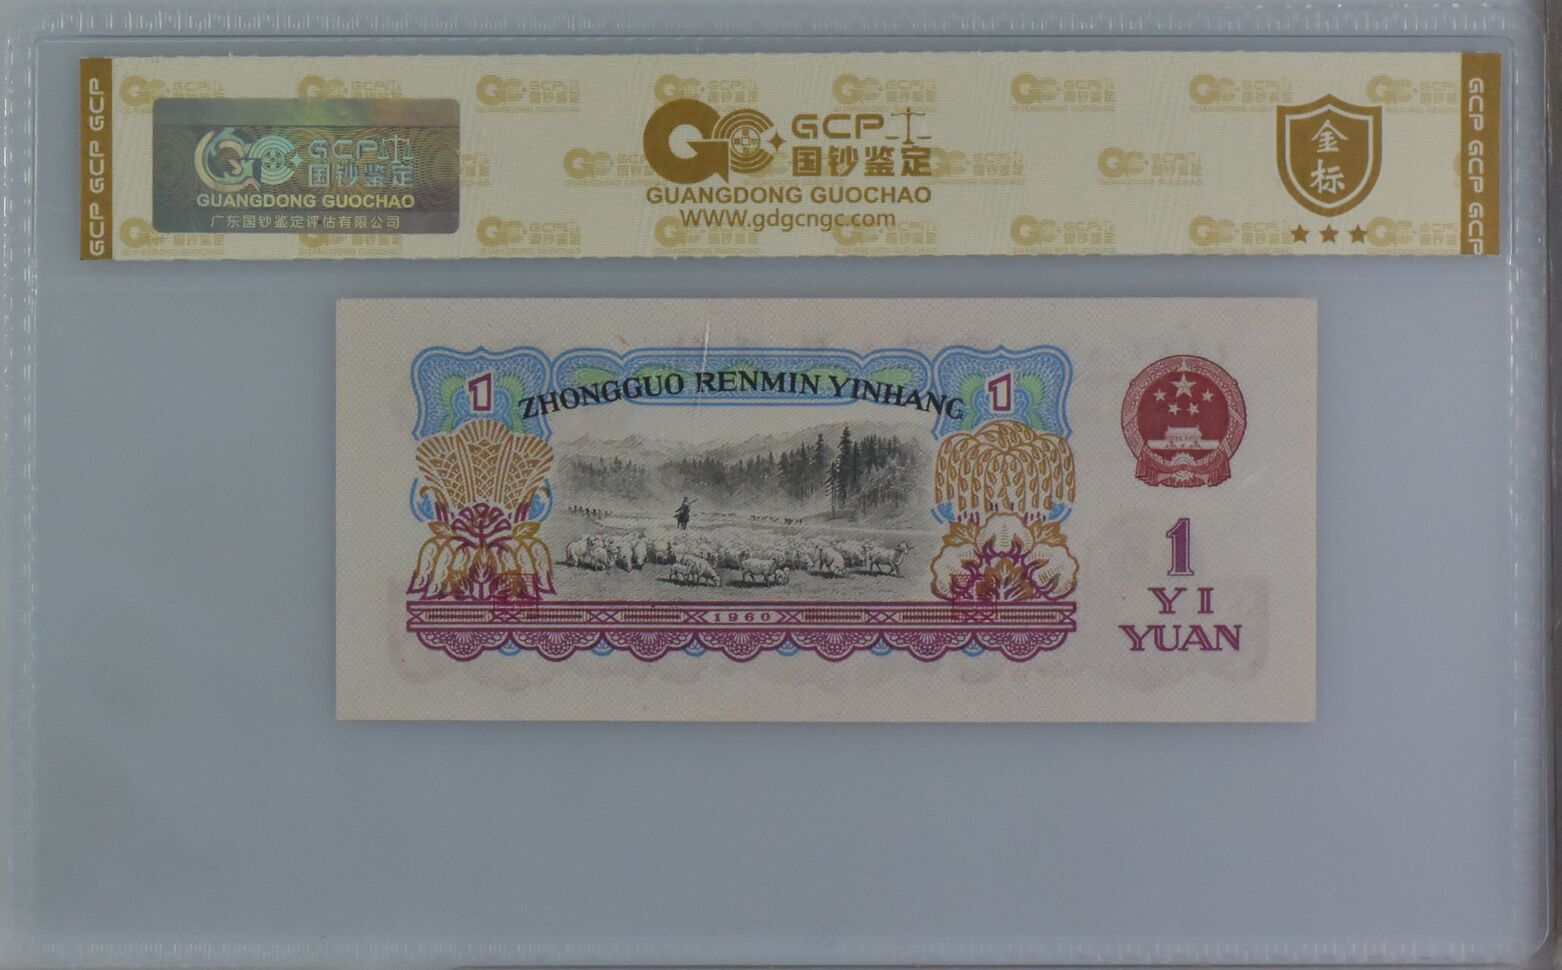 GCP GCP GCP
GCP
国钞鉴定
GUANGDONG GUOCHAO
广东国钞鉴定评估有限公司
GCP
国钞鉴定
GUANGDONG GUOCHAO
WWW.gdgcngc.com
金
标
GCP GCP GCP
1
ZHONGGUO RENMIN YINHANG
1
1960
1
YI
YUAN